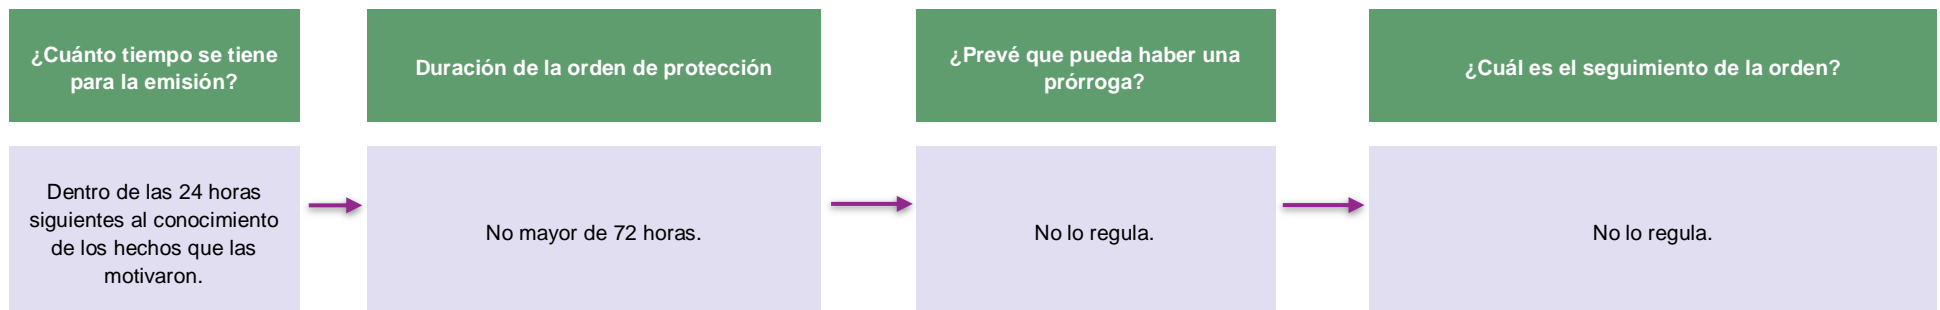 ¿Cuánto tiempo se tiene
para la emisión?
Duración de la orden de protección
¿Prevé que pueda haber una
prórroga?
¿Cuál es el seguimiento de la orden?
Dentro de las 24 horas
siguientes al conocimiento
de los hechos que las
motivaron.
No mayor de 72 horas.
No lo regula.
No lo regula.